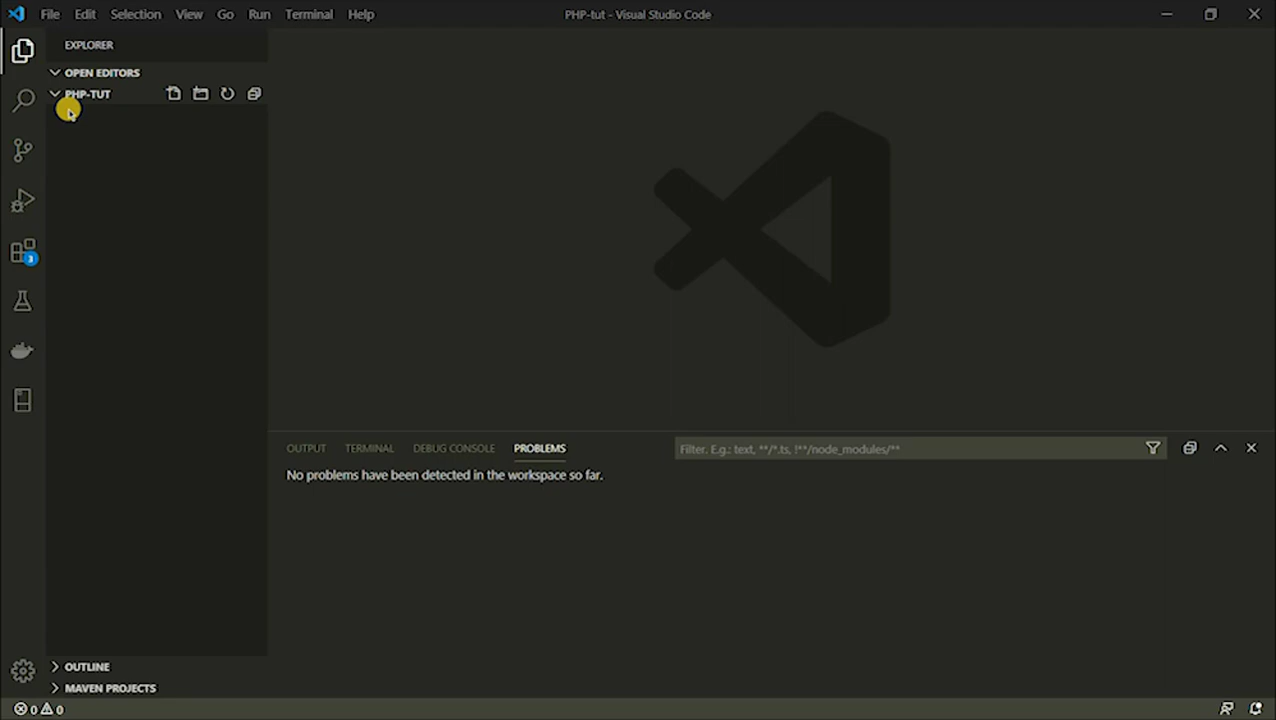 File Edit Selection View Go Run Terminal Help PHP-tut - Visual Studio Code
EXPLORER
OPEN EDITORS
PHP-TUT
3
OUTPUT TERMINAL DEBUG CONSOLE PROBLEMS Filter. E.g.: text, **/*.ts, !**/node_modules/**
No problems have been detected in the workspace so far.
OUTLINE
MAVEN PROJECTS
0 0